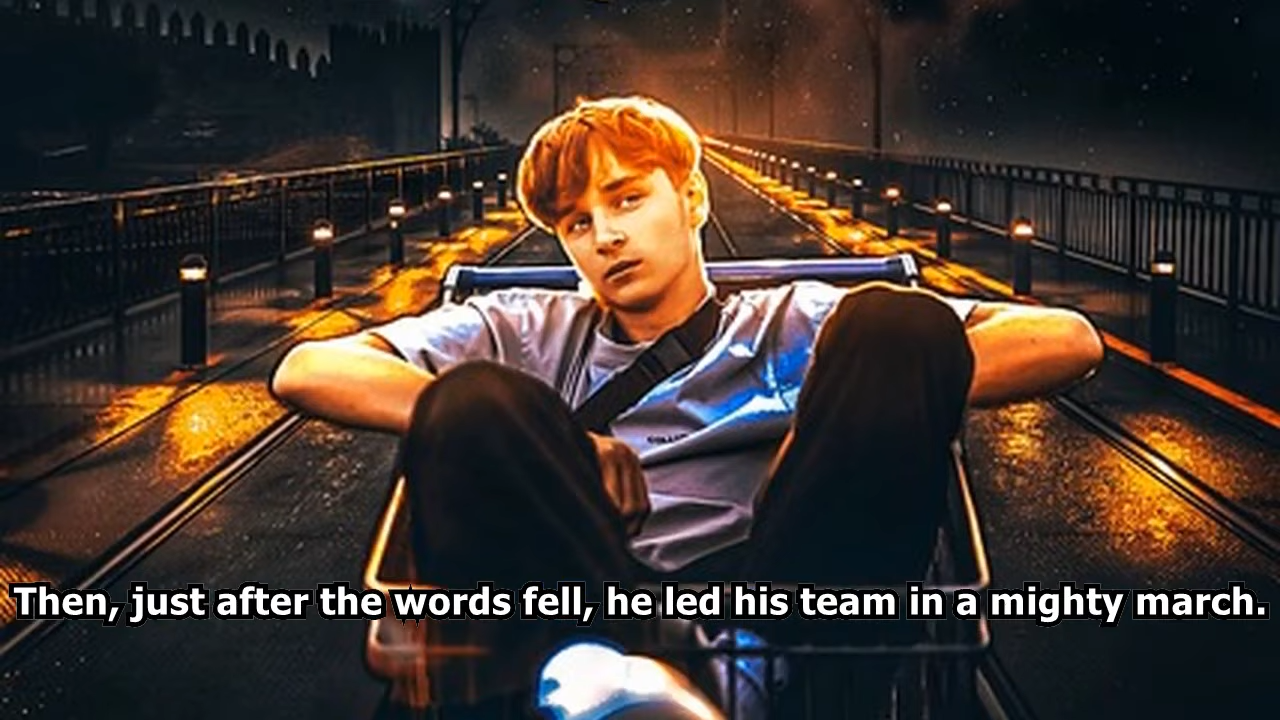 Then, just after the words fell, he led his team in a mighty march.